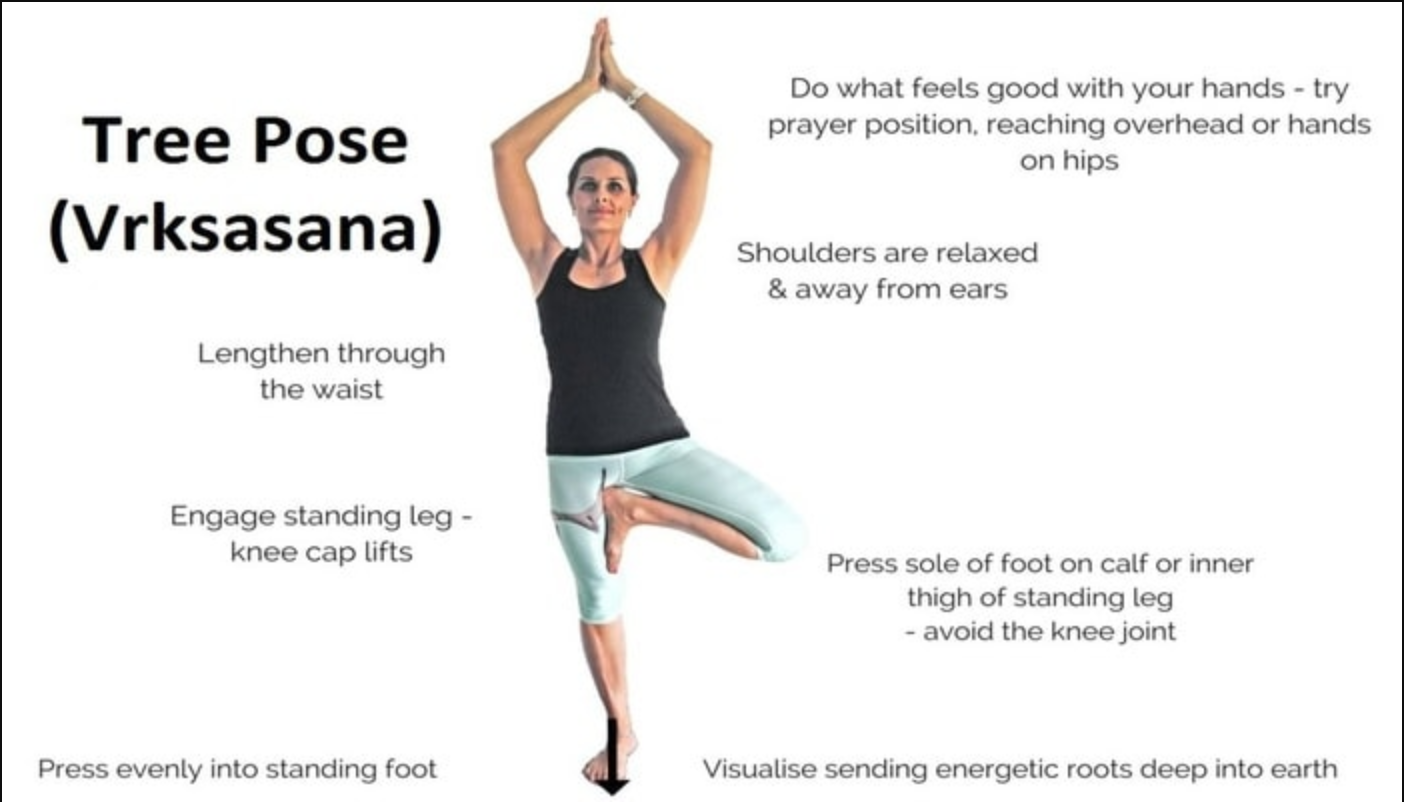 Tree Pose
(Vrksasana)
Do what feels good with your hands - try
prayer position, reaching overhead or hands
on hips
Shoulders are relaxed
& away from ears
Lengthen through
the waist
Engage standing leg -
knee cap lifts
Press sole of foot on calf or inner
thigh of standing leg
- avoid the knee joint
Press evenly into standing foot
Visualise sending energetic roots deep into earth